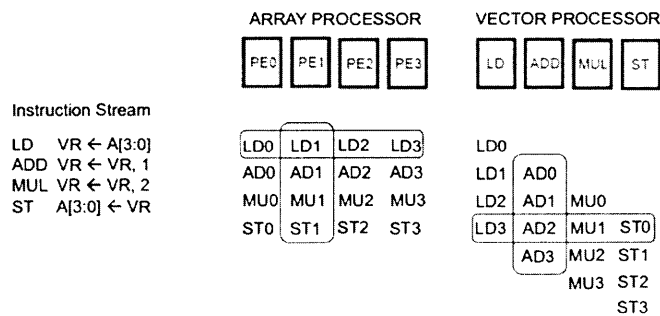 ARRAY PROCESSOR VECTOR PROCESSOR
PE0 PE1 PE2 PE3 LD ADD MUL ST
Instruction Stream
LD VR ← A[3:0] LD0 LD1 LD2 LD3 LD0
ADD VR ← VR, 1 AD0 AD1 AD2 AD3 LD1 AD0
MUL VR ← VR, 2 MU0 MU1 MU2 MU3 LD2 AD1 MU0
ST A[3:0] ← VR ST0 ST1 ST2 ST3 LD3 AD2 MU1 ST0
AD3 MU2 ST1
MU3 ST2
ST3